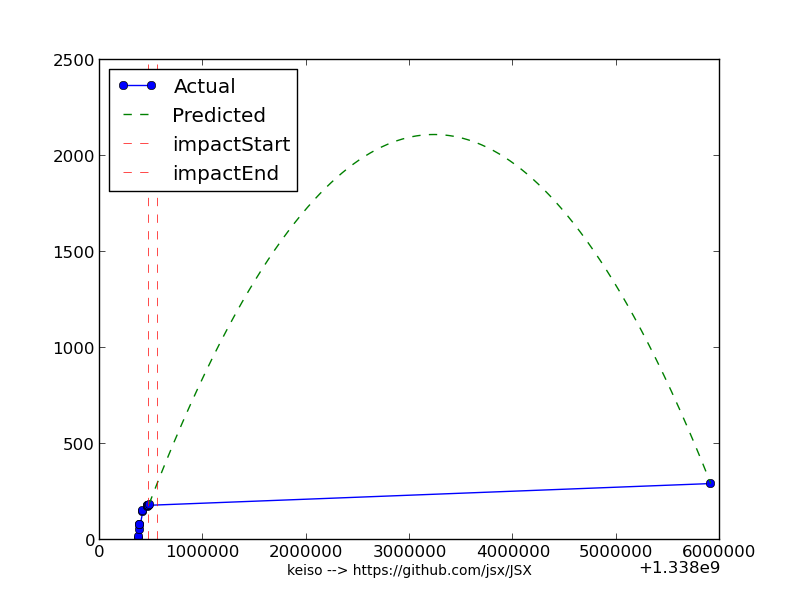 2500
2000
1500
1000
500
0
Actual
Predicted
impactStart
impactEnd
0 1000000 2000000 3000000 4000000 5000000 6000000
keiso --> https://github.com/jsx/JSX
+1.338e9